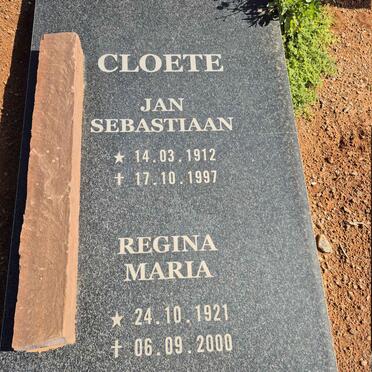 CLOETE
JAN
SEBASTIAAN
★ 14.03.1912
✝ 17.10.1997
REGINA
MARIA
★ 24.10.1921
✝ 06.09.2000